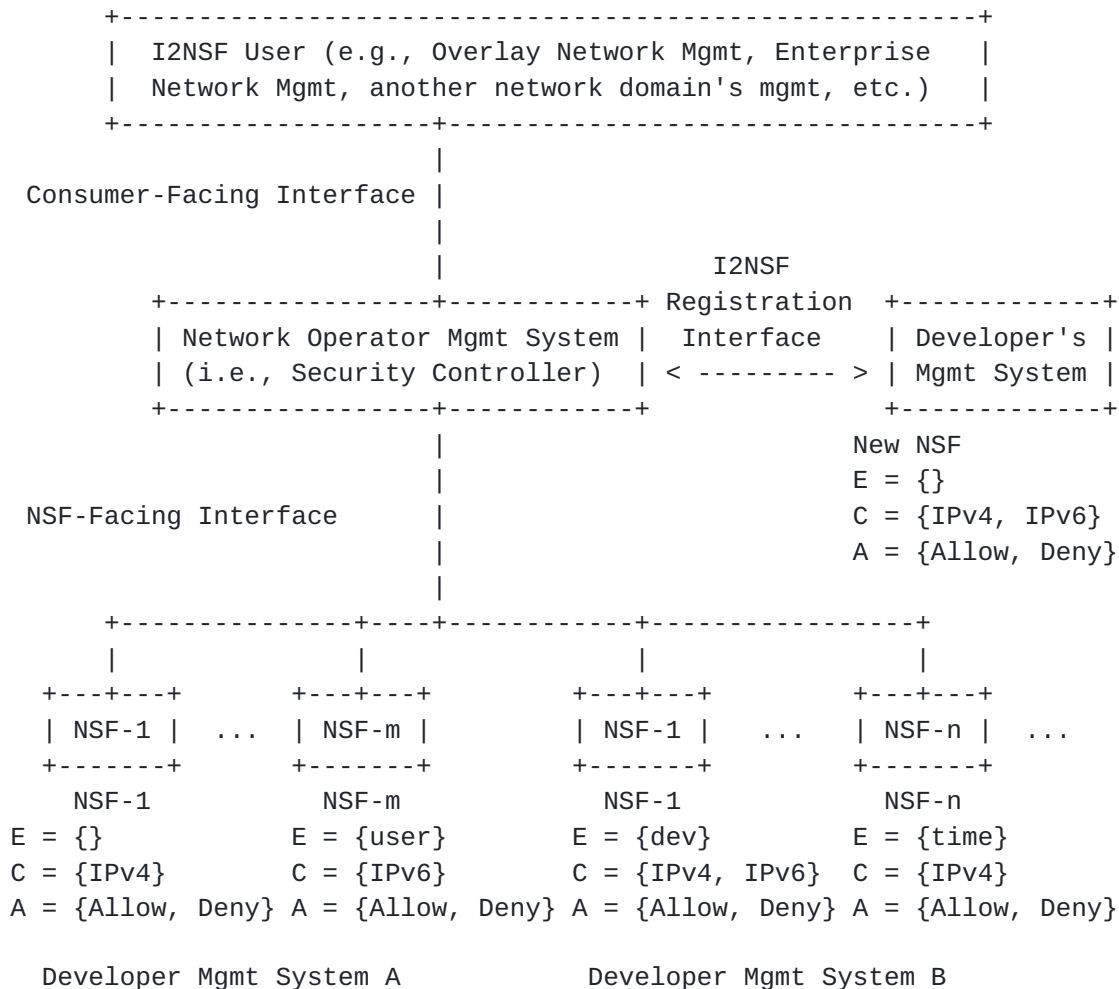 +-------------------------------------------------------+
      |  I2NSF User (e.g., Overlay Network Mgmt, Enterprise   |
      |  Network Mgmt, another network domain's mgmt, etc.)   |
      +--------------------+----------------------------------+
                           |
 Consumer-Facing Interface |
                           |
                           |                 I2NSF
         +-----------------+------------+ Registration  +-------------+
         | Network Operator Mgmt System |  Interface    | Developer's |
         | (i.e., Security Controller)  | < --------- > | Mgmt System |
         +-----------------+------------+               +-------------+
                           |                          New NSF
                           |                          E = {}
 NSF-Facing Interface      |                          C = {IPv4, IPv6}
                           |                          A = {Allow, Deny}
                           |
      +---------------+----+------------+-----------------+
      |               |                 |                 |
  +---+---+       +---+---+         +---+---+         +---+---+
  | NSF-1 |  ...  | NSF-m |         | NSF-1 |   ...   | NSF-n |  ...
  +-------+       +-------+         +-------+         +-------+
    NSF-1           NSF-m             NSF-1             NSF-n
E = {}            E = {user}        E = {dev}         E = {time}
C = {IPv4}        C = {IPv6}        C = {IPv4, IPv6}  C = {IPv4}
A = {Allow, Deny} A = {Allow, Deny} A = {Allow, Deny} A = {Allow, Deny}

  Developer Mgmt System A            Developer Mgmt System B